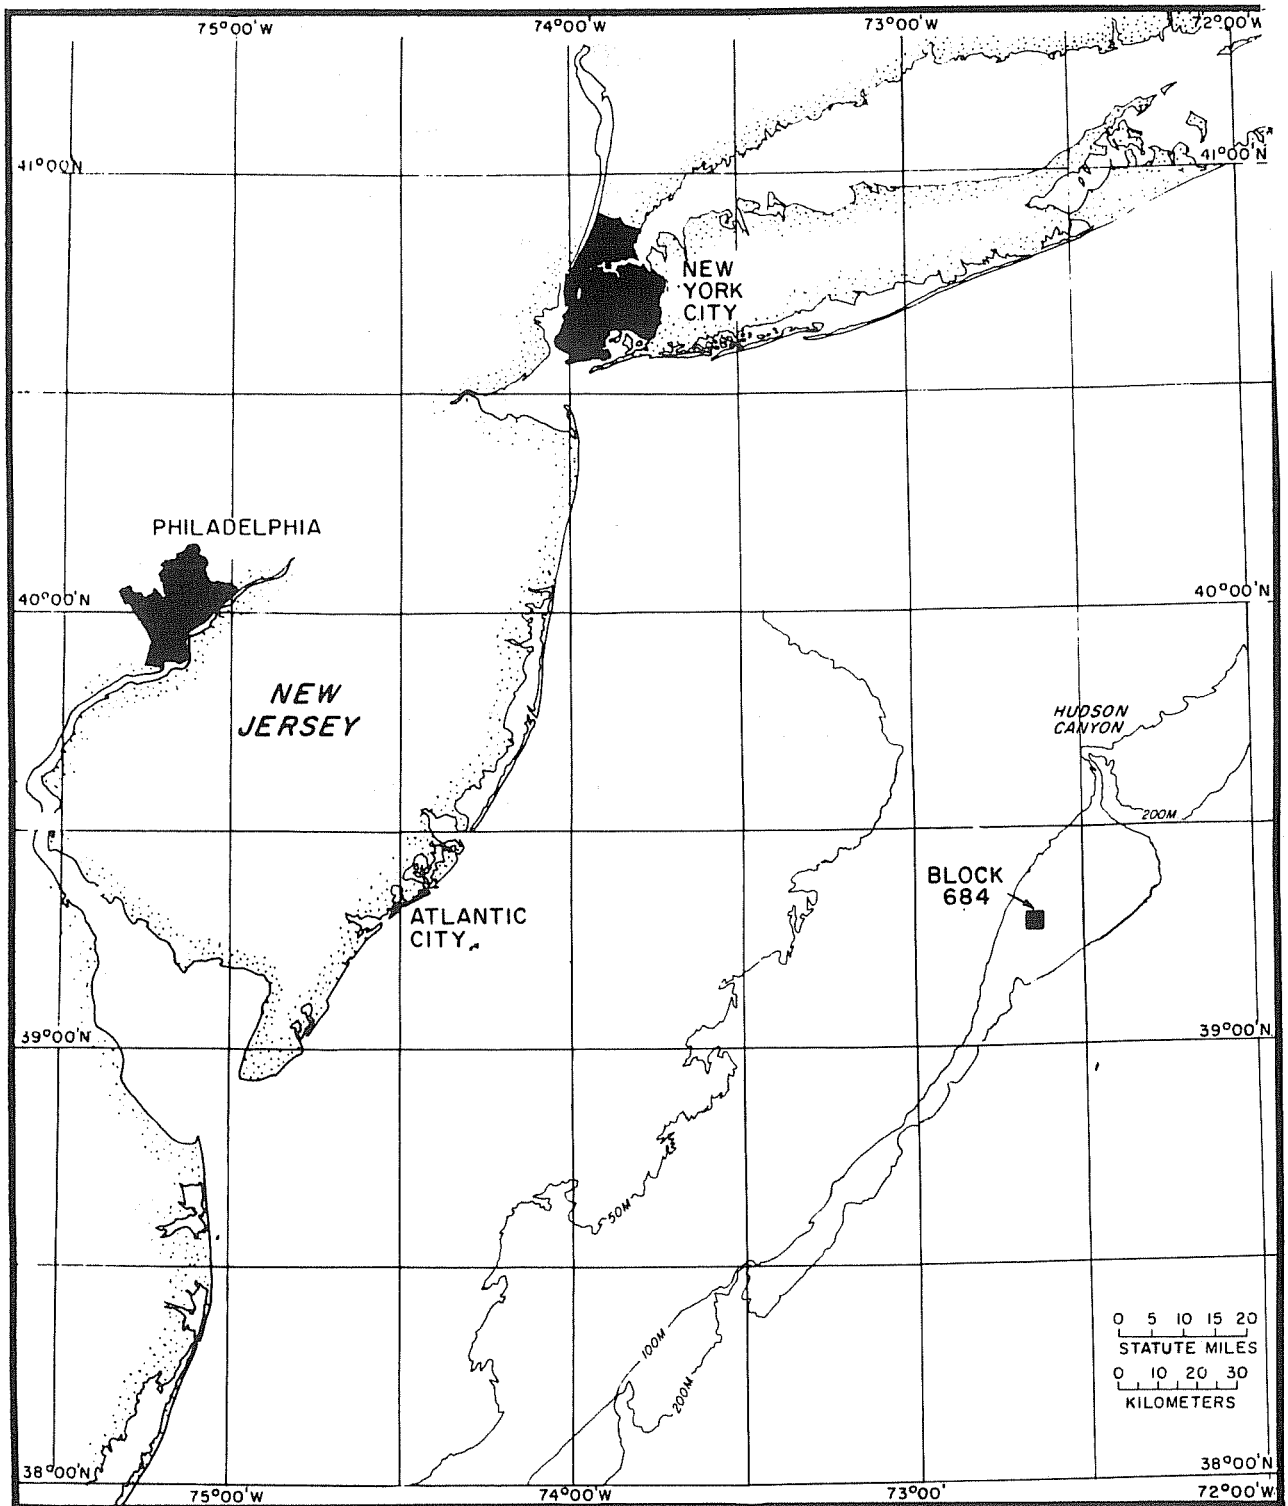 75°00'W
74°00'W
73°00'W
72°00'W
41°00'N
41°00'N
NEW
YORK
CITY
PHILADELPHIA
40°00'N
40°00'N
NEW
JERSEY
HUDSON
CANYON
200M
BLOCK
684
ATLANTIC
CITY
39°00'N
39°00'N
50M
100M
200M
0 5 10 15 20
STATUTE MILES
0 10 20 30
KILOMETERS
38°00'N
38°00'N
75°00'W
74°00'W
73°00'
72°00'W